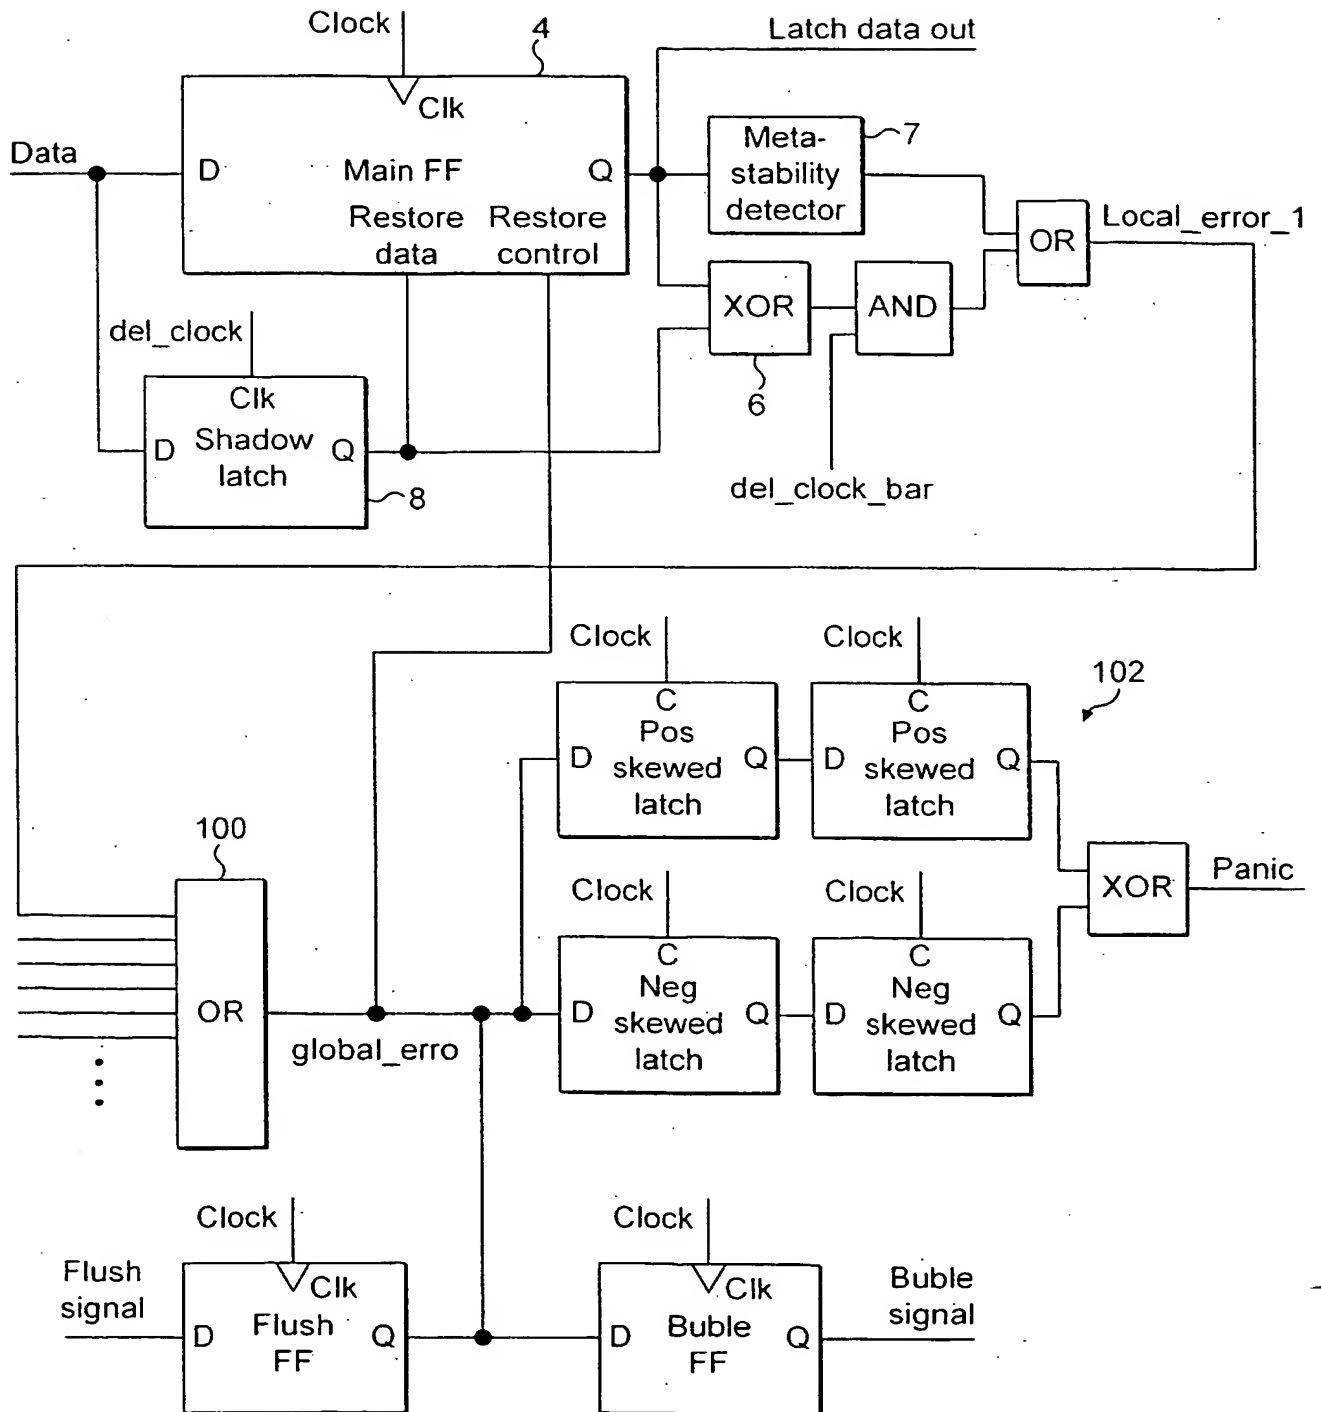 Clock
4
Latch data out
Clk
Meta-
stability
detector
7
Data
D
Main FF
Q
Restore
data
Restore
control
OR
Local_error_1
XOR
AND
6
del_clock
Clk
D
Shadow
latch
Q
8
del_clock_bar
Clock
Clock
102
C
Pos
skewed
latch
D
Q
C
Pos
skewed
latch
D
Q
100
XOR
Panic
Clock
Clock
OR
global_erro
C
Neg
skewed
latch
D
Q
C
Neg
skewed
latch
D
Q
Clock
Clock
Flush
signal
Clk
D
Flush
FF
Q
Clk
D
Buble
FF
Q
Buble
signal